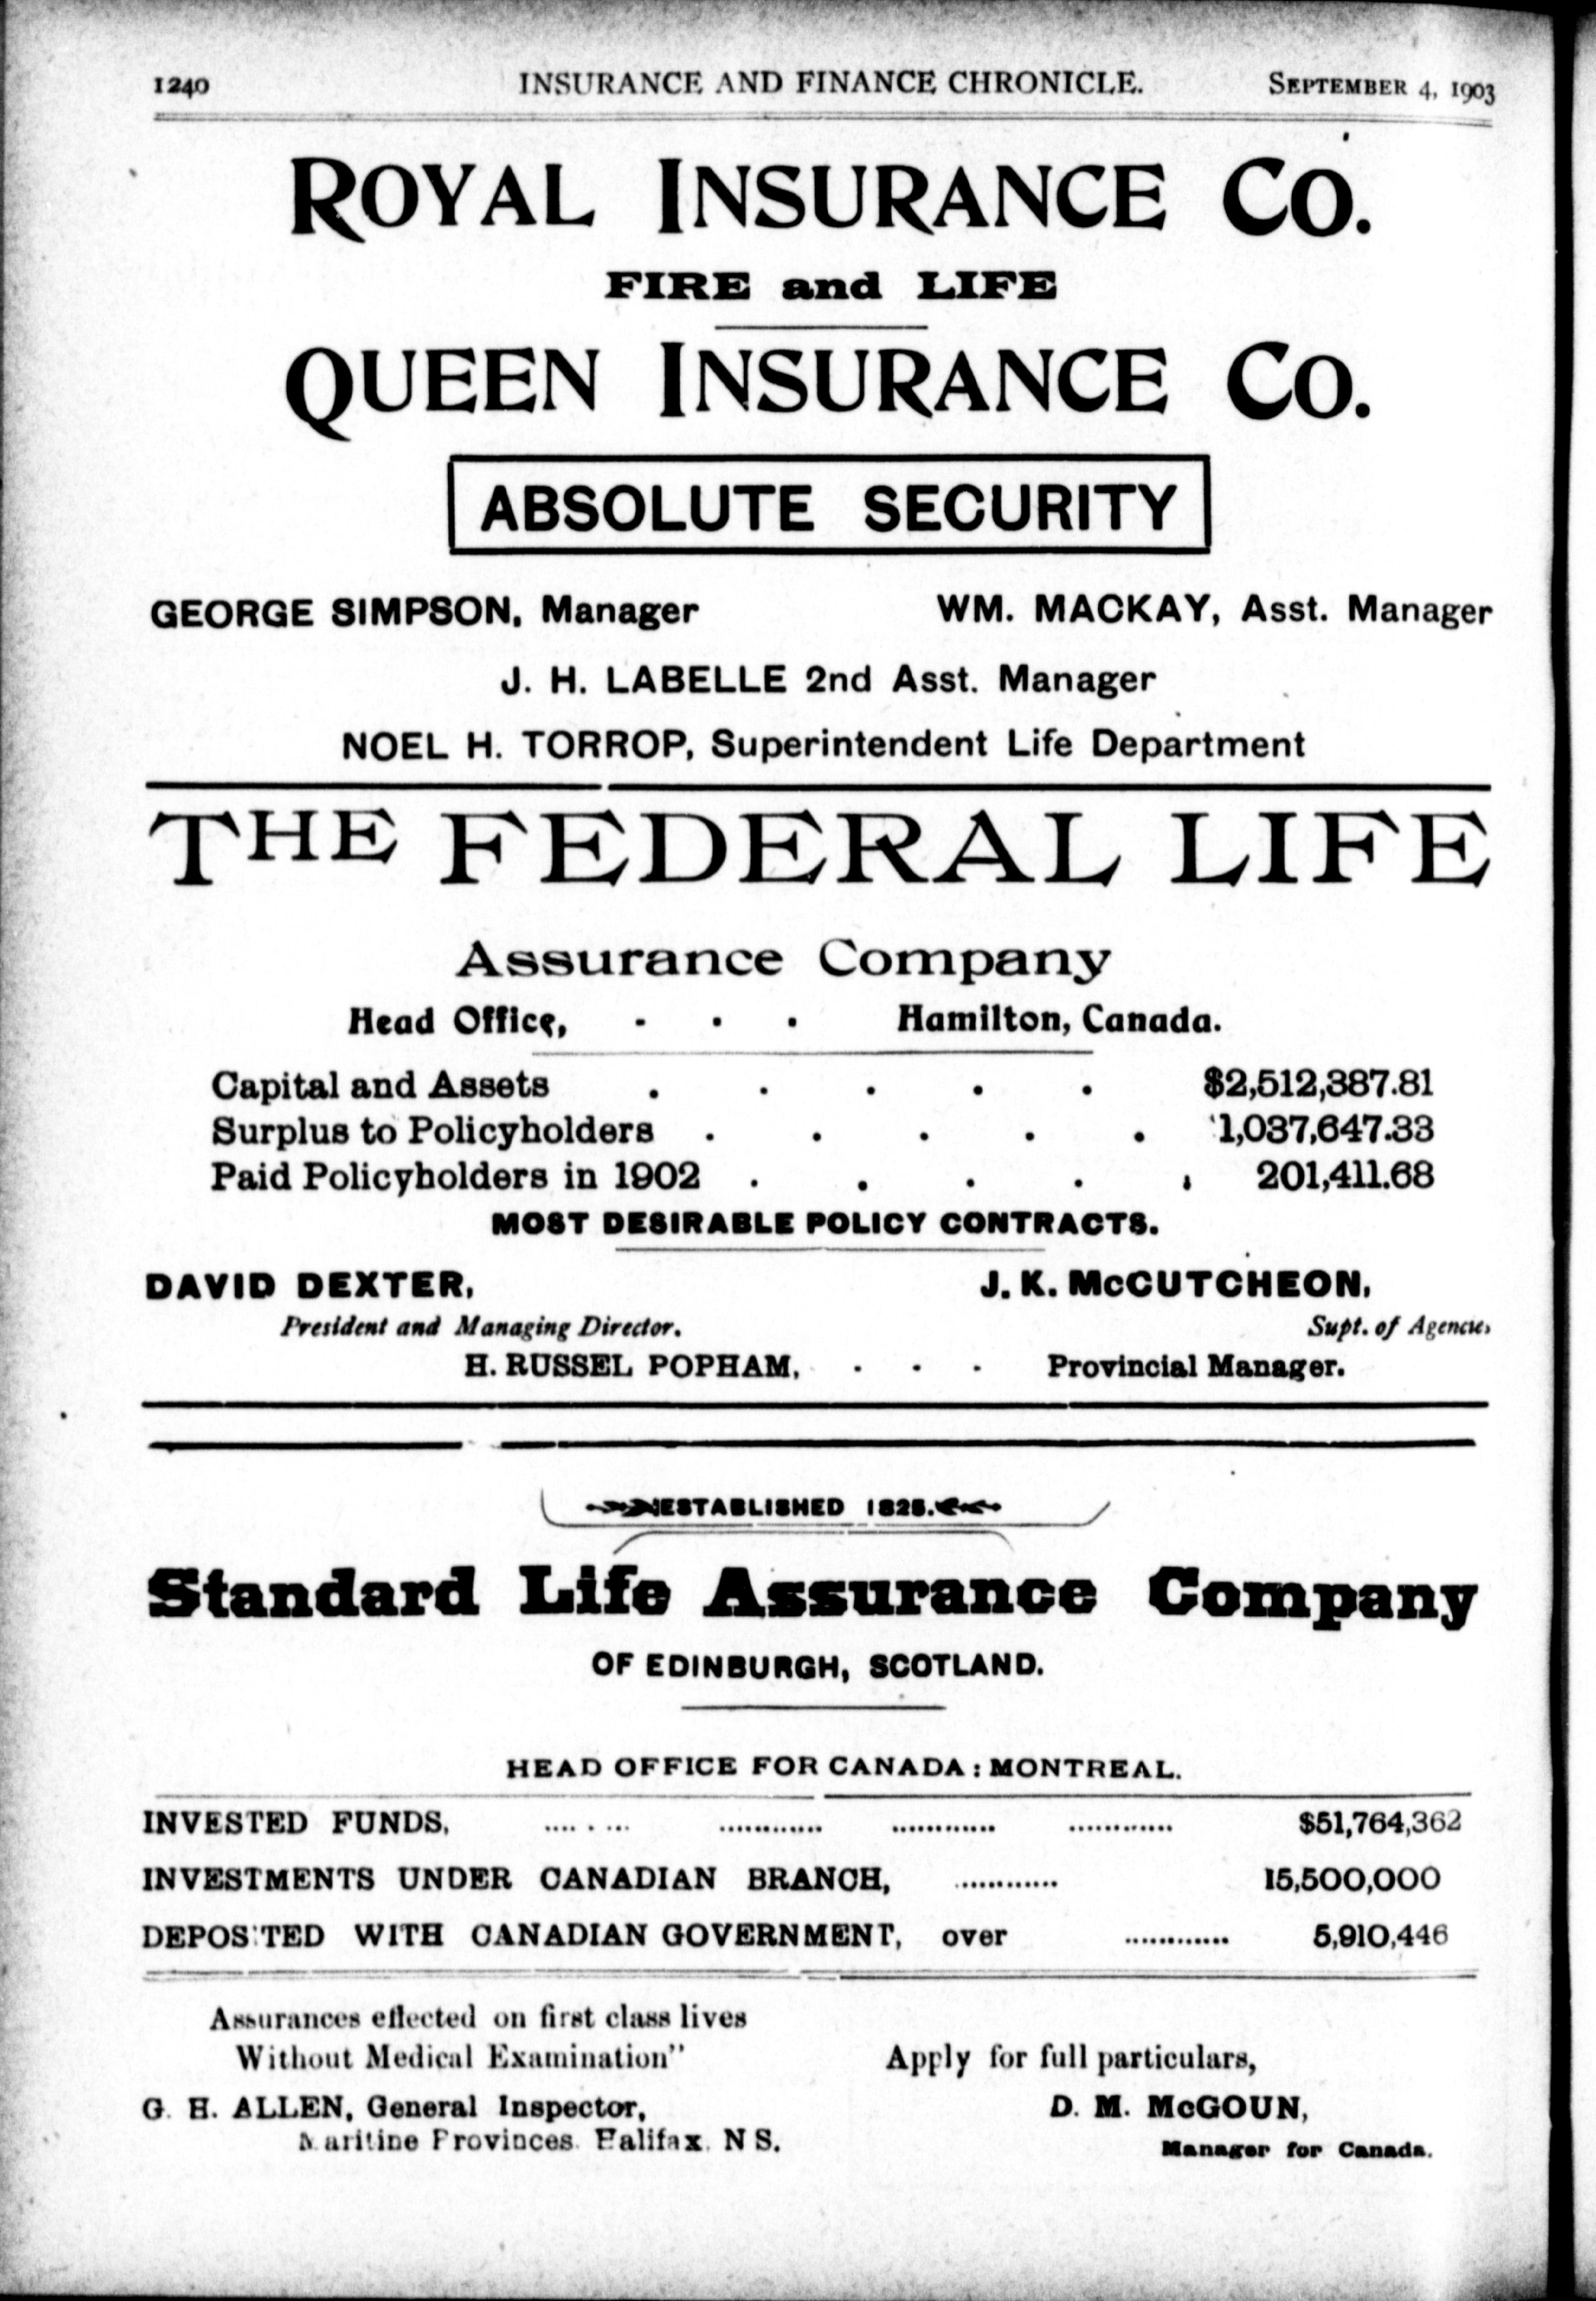 1240 INSURANCE AND FINANCE CHRONICLE. SEPTEMBER 4, 1903
ROYAL INSURANCE CO.
FIRE and LIFE
QUEEN INSURANCE CO.
ABSOLUTE SECURITY
GEORGE SIMPSON, Manager WM. MACKAY, Asst. Manager
J. H. LABELLE 2nd Asst. Manager
NOEL H. TORROP, Superintendent Life Department
THE FEDERAL LIFE
Assurance Company
Head Office, - - - Hamilton, Canada.
Capital and Assets . . . . . $2,512,387.81
Surplus to Policyholders . . . . . 1,037,647.33
Paid Policyholders in 1902 . . . . . 201,411.68
MOST DESIRABLE POLICY CONTRACTS.
DAVID DEXTER, J. K. McCUTCHEON,
President and Managing Director. Supt. of Agencies
H. RUSSEL POPHAM, - - - Provincial Manager.
ESTABLISHED 1825.
Standard Life Assurance Company
OF EDINBURGH, SCOTLAND.
HEAD OFFICE FOR CANADA: MONTREAL.
INVESTED FUNDS, ........ ............ ............ ............ $51,764,362
INVESTMENTS UNDER CANADIAN BRANCH, ............ 15,500,000
DEPOSITED WITH CANADIAN GOVERNMENT, over ............ 5,910,446
Assurances effected on first class lives
Without Medical Examination" Apply for full particulars,
G. H. ALLEN, General Inspector, D. M. McGOUN,
Maritine Provinces. Halifax. N S. Manager for Canada.